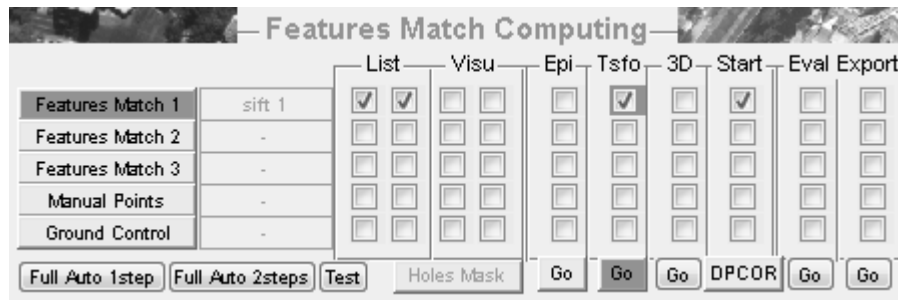 Features Match Computing
List Visu Epi Tsfo 3D Start Eval Export
Features Match 1 sift 1
Features Match 2 -
Features Match 3 -
Manual Points -
Ground Control -
Full Auto 1step Full Auto 2steps Test Holes Mask Go Go Go DPCOR Go Go